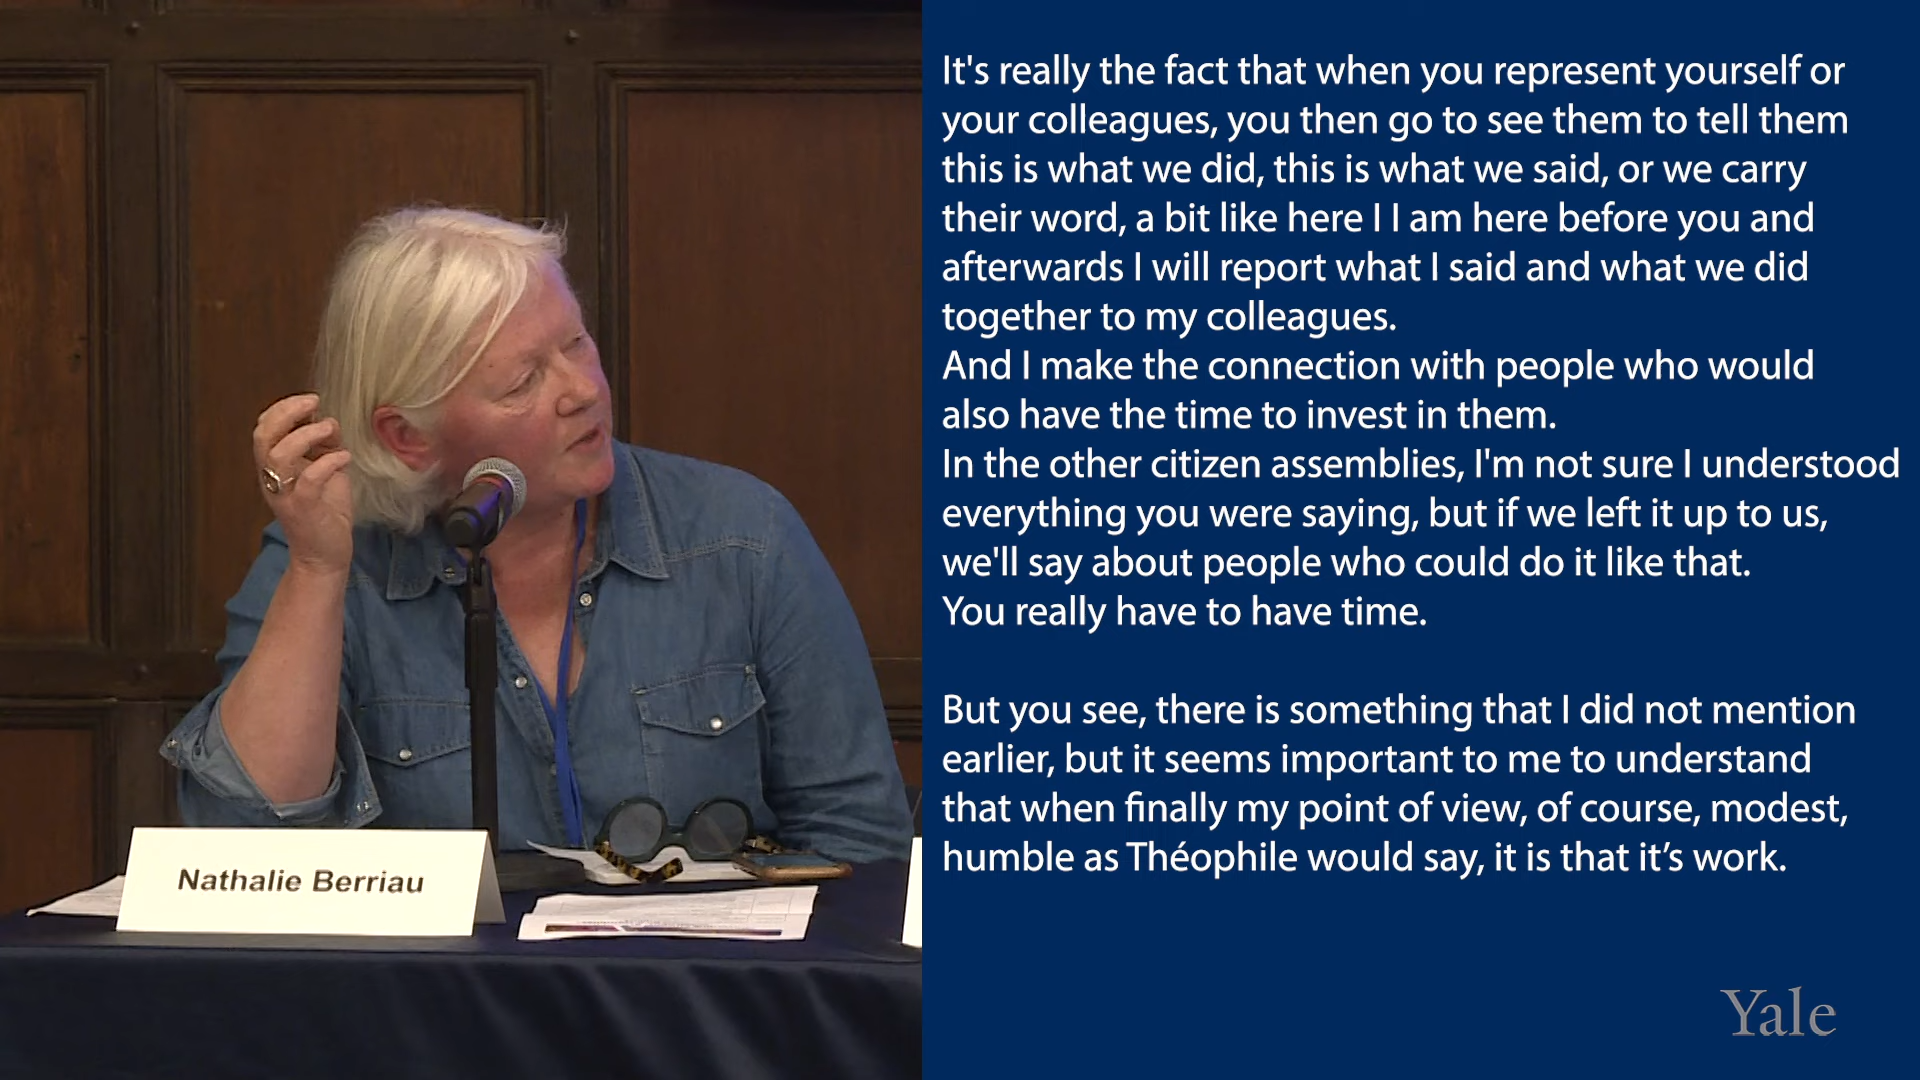 It's really the fact that when you represent yourself or
your colleagues, you then go to see them to tell them
this is what we did, this is what we said, or we carry
their word, a bit like here I I am here before you and
afterwards I will report what I said and what we did
together to my colleagues.
And I make the connection with people who would
also have the time to invest in them.
In the other citizen assemblies, I'm not sure I understood
everything you were saying, but if we left it up to us,
we'll say about people who could do it like that.
You really have to have time.
But you see, there is something that I did not mention
earlier, but it seems important to me to understand
that when finally my point of view, of course, modest,
humble as Théophile would say, it is that it’s work.
Nathalie Berriau
Yale